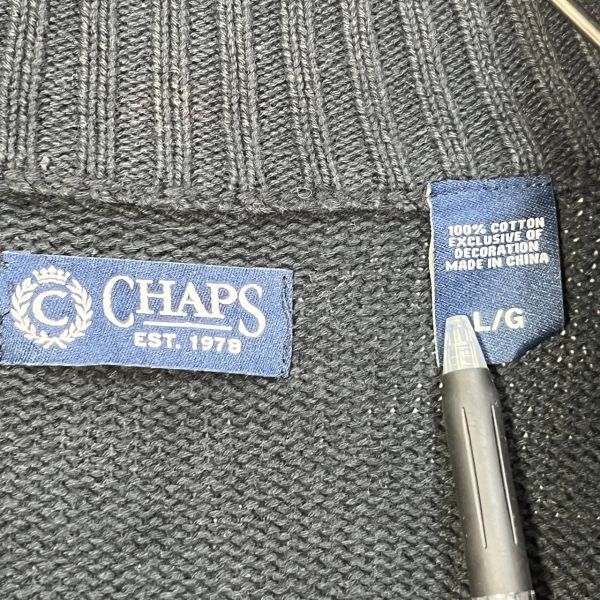 C
CHAPS
EST. 1978
100% COTTON
EXCLUSIVE OF
DECORATION
MADE IN CHINA
L/G